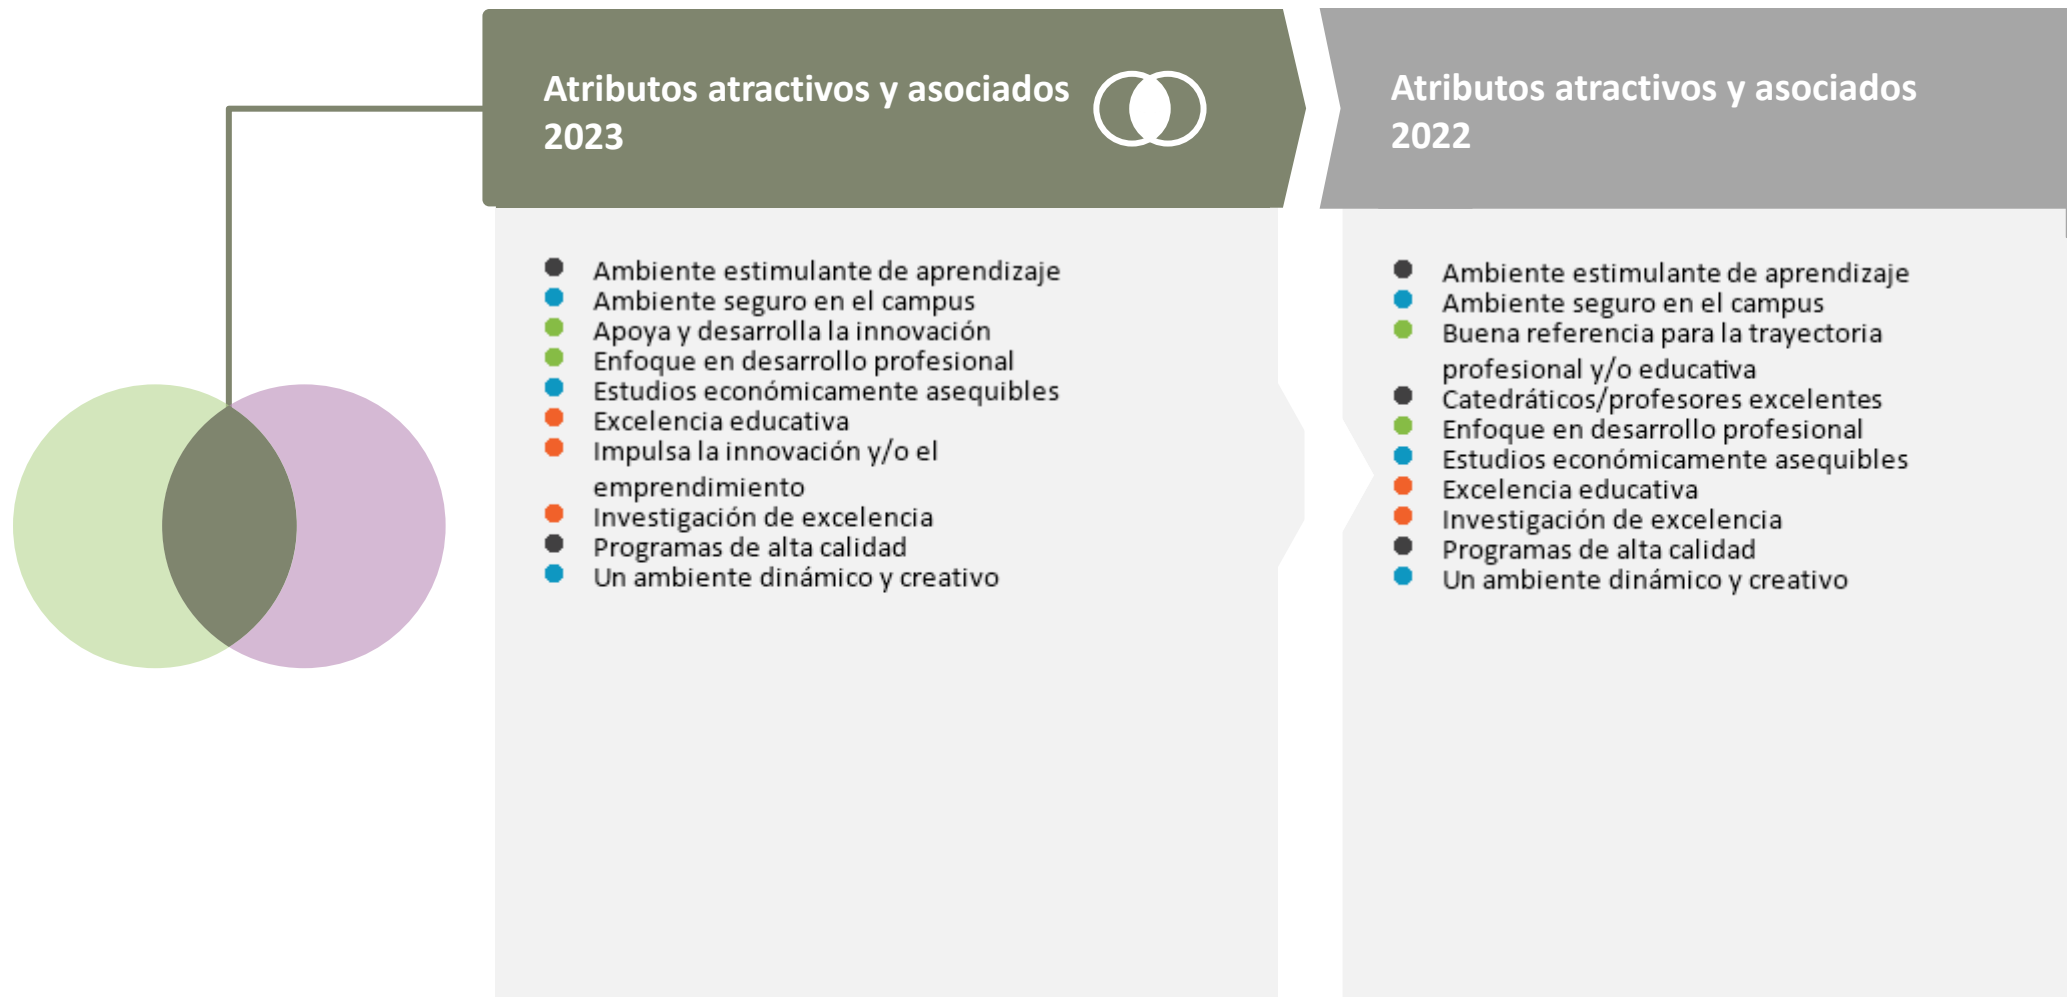 Atributos atractivos y asociados
2023
Ambiente estimulante de aprendizaje
Ambiente seguro en el campus
Apoya y desarrolla la innovación
Enfoque en desarrollo profesional
Estudios económicamente asequibles
Excelencia educativa
Impulsa la innovación y/o el
emprendimiento
Investigación de excelencia
Programas de alta calidad
Un ambiente dinámico y creativo
Atributos atractivos y asociados
2022
Ambiente estimulante de aprendizaje
Ambiente seguro en el campus
Buena referencia para la trayectoria
profesional y/o educativa
Catedráticos/profesores excelentes
Enfoque en desarrollo profesional
Estudios económicamente asequibles
Excelencia educativa
Investigación de excelencia
Programas de alta calidad
Un ambiente dinámico y creativo